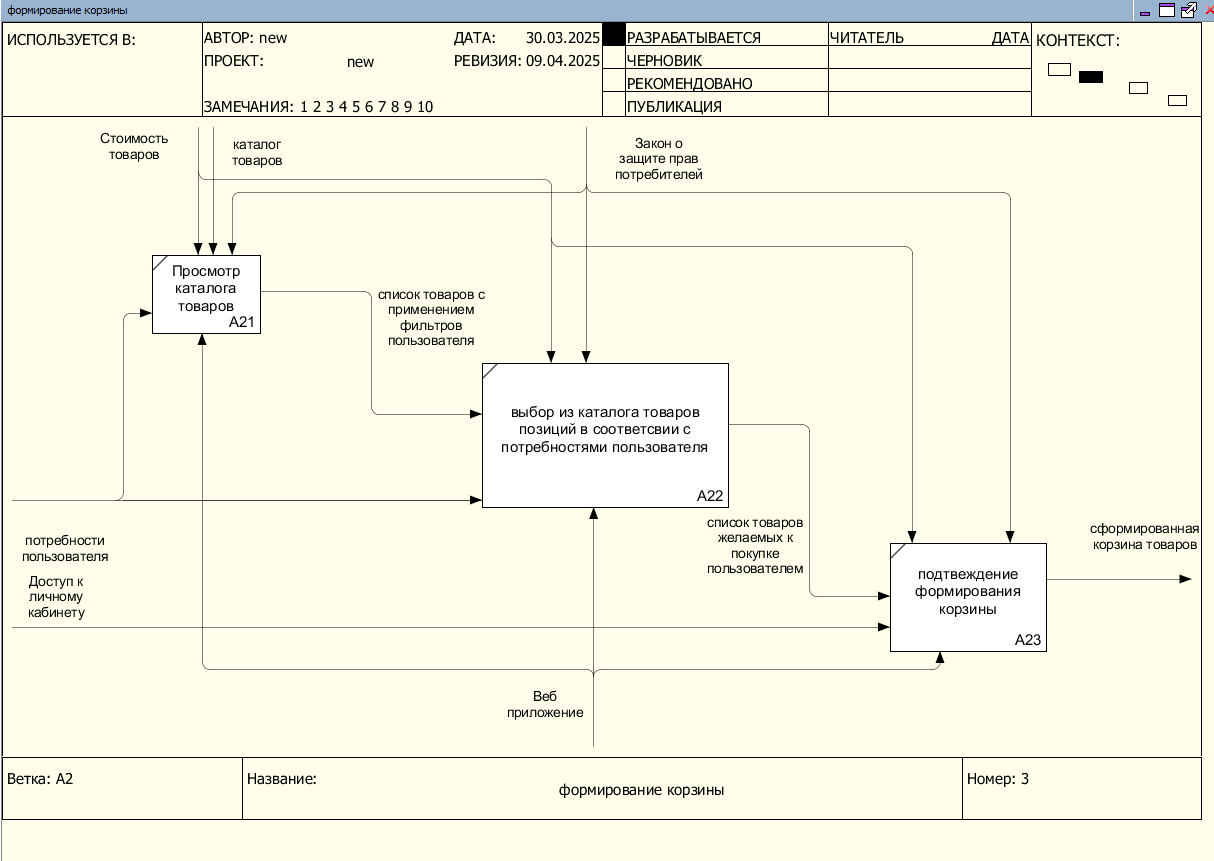 формирование корзины
ИСПОЛЬЗУЕТСЯ В:
АВТОР: new
ДАТА: 30.03.2025
ПРОЕКТ: new
РЕВИЗИЯ: 09.04.2025
ЗАМЕЧАНИЯ: 1 2 3 4 5 6 7 8 9 10
РАЗРАБАТЫВАЕТСЯ
ЧЕРНОВИК
РЕКОМЕНДОВАНО
ПУБЛИКАЦИЯ
ЧИТАТЕЛЬ
ДАТА
КОНТЕКСТ:
Стоимость
товаров
каталог
товаров
Закон о
защите прав
потребителей
Просмотр
каталога
товаров
A21
список товаров с
применением
фильтров
пользователя
выбор из каталога товаров
позиций в соответсвии с
потребностями пользователя
A22
потребности
пользователя
Доступ к
личному
кабинету
список товаров
желаемых к
покупке
пользователем
подтвеждение
формирования
корзины
A23
сформированная
корзина товаров
Веб
приложение
Ветка: A2
Название:
формирование корзины
Номер: 3